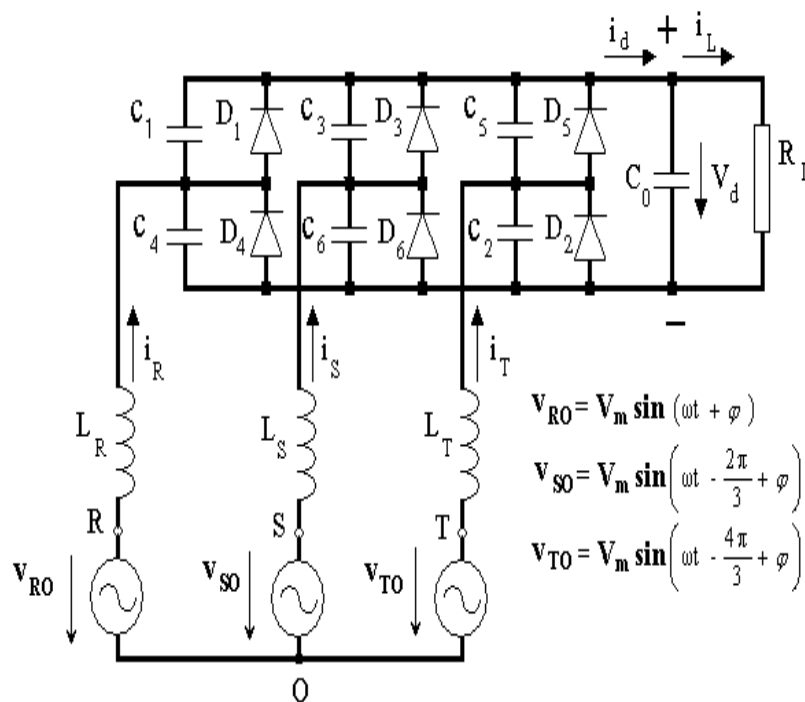 i_d + i_L
C_1 D_1 C_3 D_3 C_5 D_5
C_0 V_d
C_4 D_4 C_6 D_6 C_2 D_2
−
i_R i_S i_T
L_R L_S L_T
R S T
v_RO v_SO v_TO
O
v_RO = V_m sin (ωt + φ)
v_SO = V_m sin (ωt - 2π/3 + φ)
v_TO = V_m sin (ωt - 4π/3 + φ)